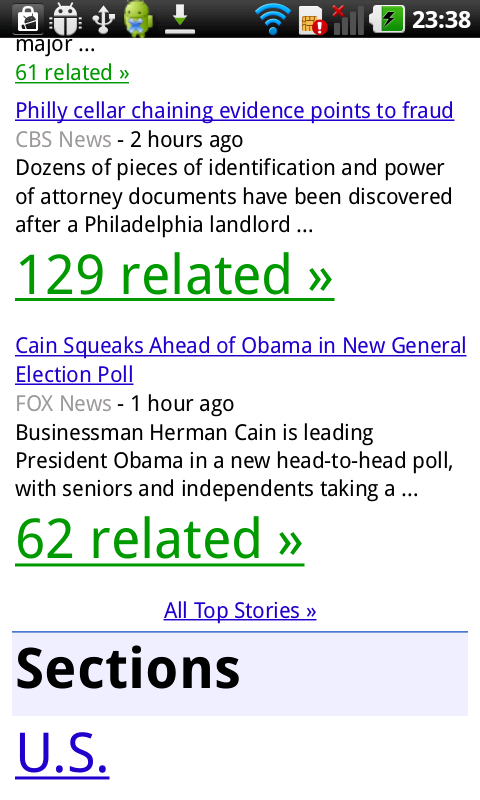 23:38
major ...
61 related »
Philly cellar chaining evidence points to fraud
CBS News - 2 hours ago
Dozens of pieces of identification and power
of attorney documents have been discovered
after a Philadelphia landlord ...
129 related »
Cain Squeaks Ahead of Obama in New General
Election Poll
FOX News - 1 hour ago
Businessman Herman Cain is leading
President Obama in a new head-to-head poll,
with seniors and independents taking a ...
62 related »
All Top Stories »
Sections
U.S.